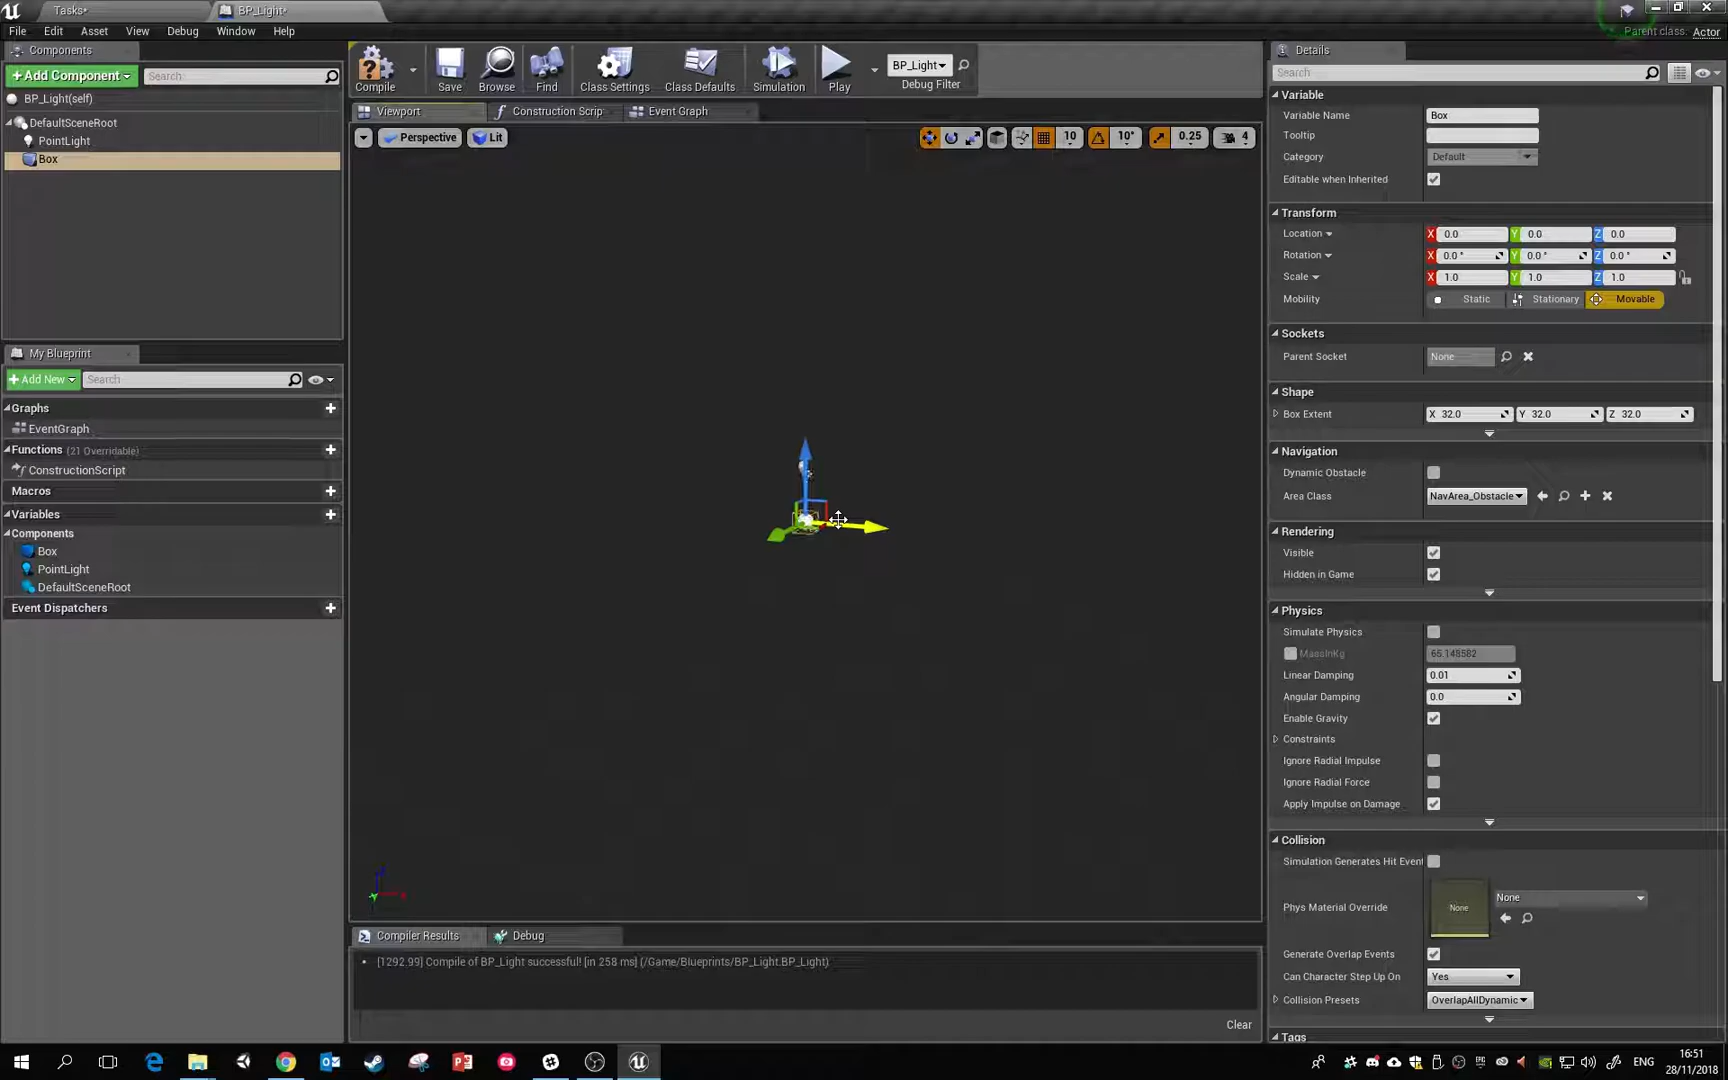 Tasks*
BP_Light*
File Edit Asset View Debug Window Help
Parent class: Actor
Components
+Add Component
Search:
BP_Light(self)
DefaultSceneRoot
PointLight
Box
Compile
Save
Browse
Find
Class Settings
Class Defaults
Simulation
Play
BP_Light
Debug Filter
Viewport
Construction Scrip
Event Graph
Perspective
Lit
10
10°
0.25
4
My Blueprint
+Add New
Search
Graphs
EventGraph
Functions (21 Overridable)
ConstructionScript
Macros
Variables
Components
Box
PointLight
DefaultSceneRoot
Event Dispatchers
Compiler Results
Debug
[1292.99] Compile of BP_Light successful! [in 258 ms] (/Game/Blueprints/BP_Light.BP_Light)
Clear
Details
Search
Variable
Variable Name Box
Tooltip
Category Default
Editable when Inherited
Transform
Location X 0.0 Y 0.0 Z 0.0
Rotation X 0.0 ° Y 0.0 ° Z 0.0 °
Scale X 1.0 Y 1.0 Z 1.0
Mobility Static Stationary Movable
Sockets
Parent Socket None
Shape
Box Extent X 32.0 Y 32.0 Z 32.0
Navigation
Dynamic Obstacle
Area Class NavArea_Obstacle
Rendering
Visible
Hidden in Game
Physics
Simulate Physics
MassInKg 65.148582
Linear Damping 0.01
Angular Damping 0.0
Enable Gravity
Constraints
Ignore Radial Impulse
Ignore Radial Force
Apply Impulse on Damage
Collision
Simulation Generates Hit Event
Phys Material Override None None
Generate Overlap Events
Can Character Step Up On Yes
Collision Presets OverlapAllDynamic
Tags
ENG
16:51
28/11/2018